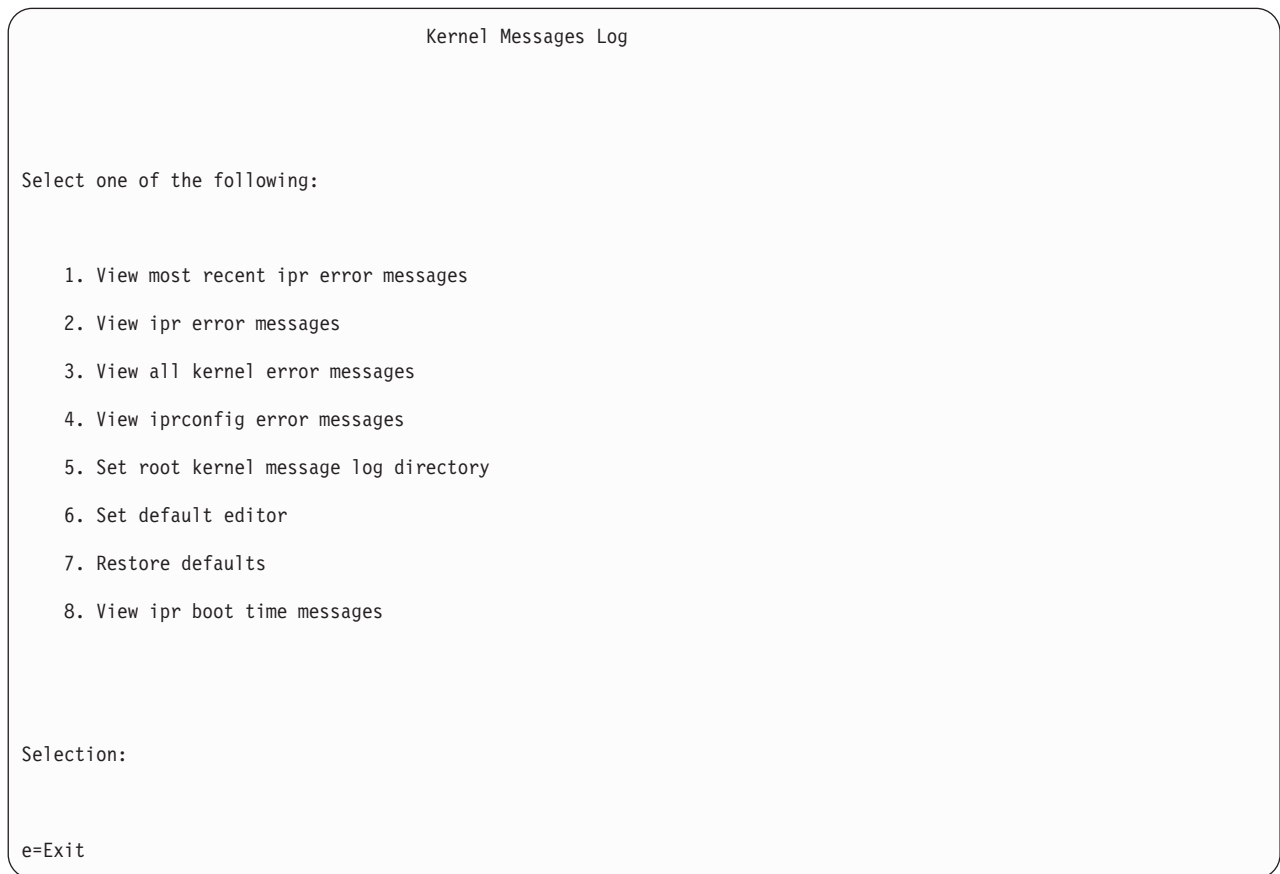 Kernel Messages Log
Select one of the following:
1. View most recent ipr error messages
2. View ipr error messages
3. View all kernel error messages
4. View iprconfig error messages
5. Set root kernel message log directory
6. Set default editor
7. Restore defaults
8. View ipr boot time messages
Selection:
e=Exit